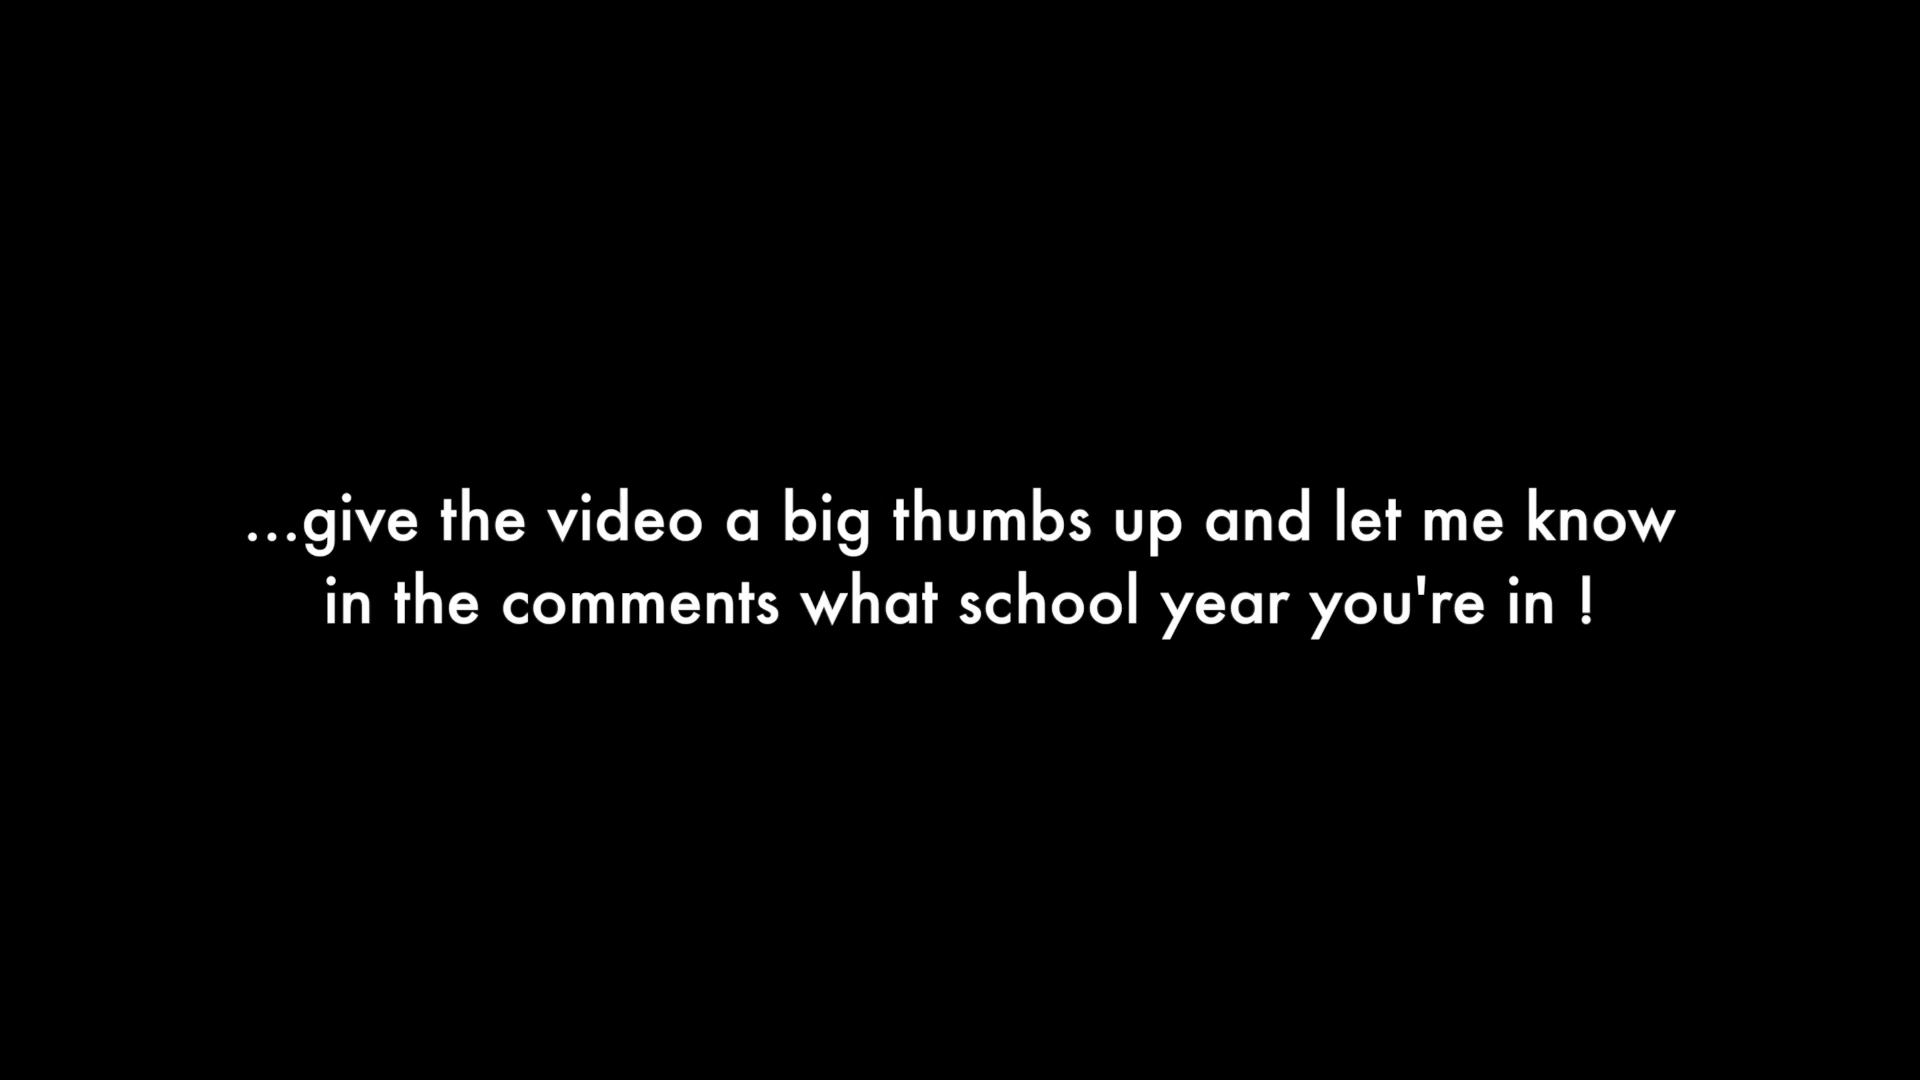 ...give the video a big thumbs up and let me know
in the comments what school year you're in !